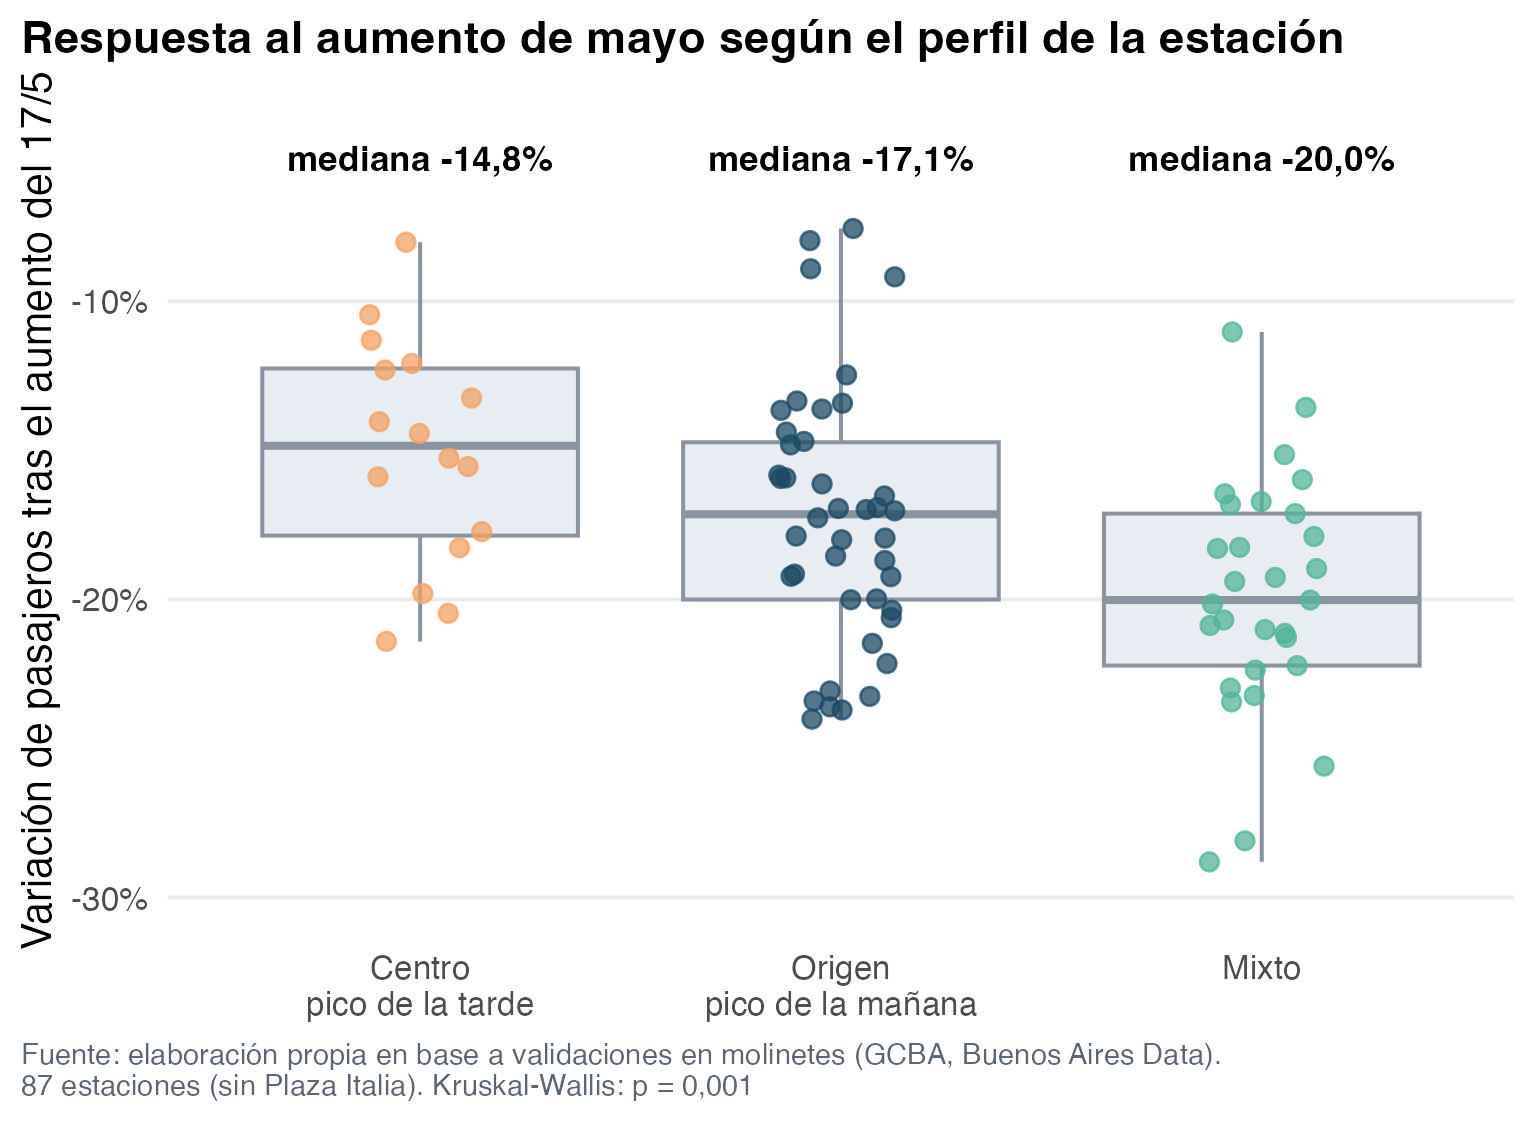 Respuesta al aumento de mayo según el perfil de la estación
Variación de pasajeros tras el aumento del 17/5
mediana -14,8%
mediana -17,1%
mediana -20,0%
-10%
-20%
-30%
Centro
pico de la tarde
Origen
pico de la mañana
Mixto
Fuente: elaboración propia en base a validaciones en molinetes (GCBA, Buenos Aires Data).
87 estaciones (sin Plaza Italia). Kruskal-Wallis: p = 0,001